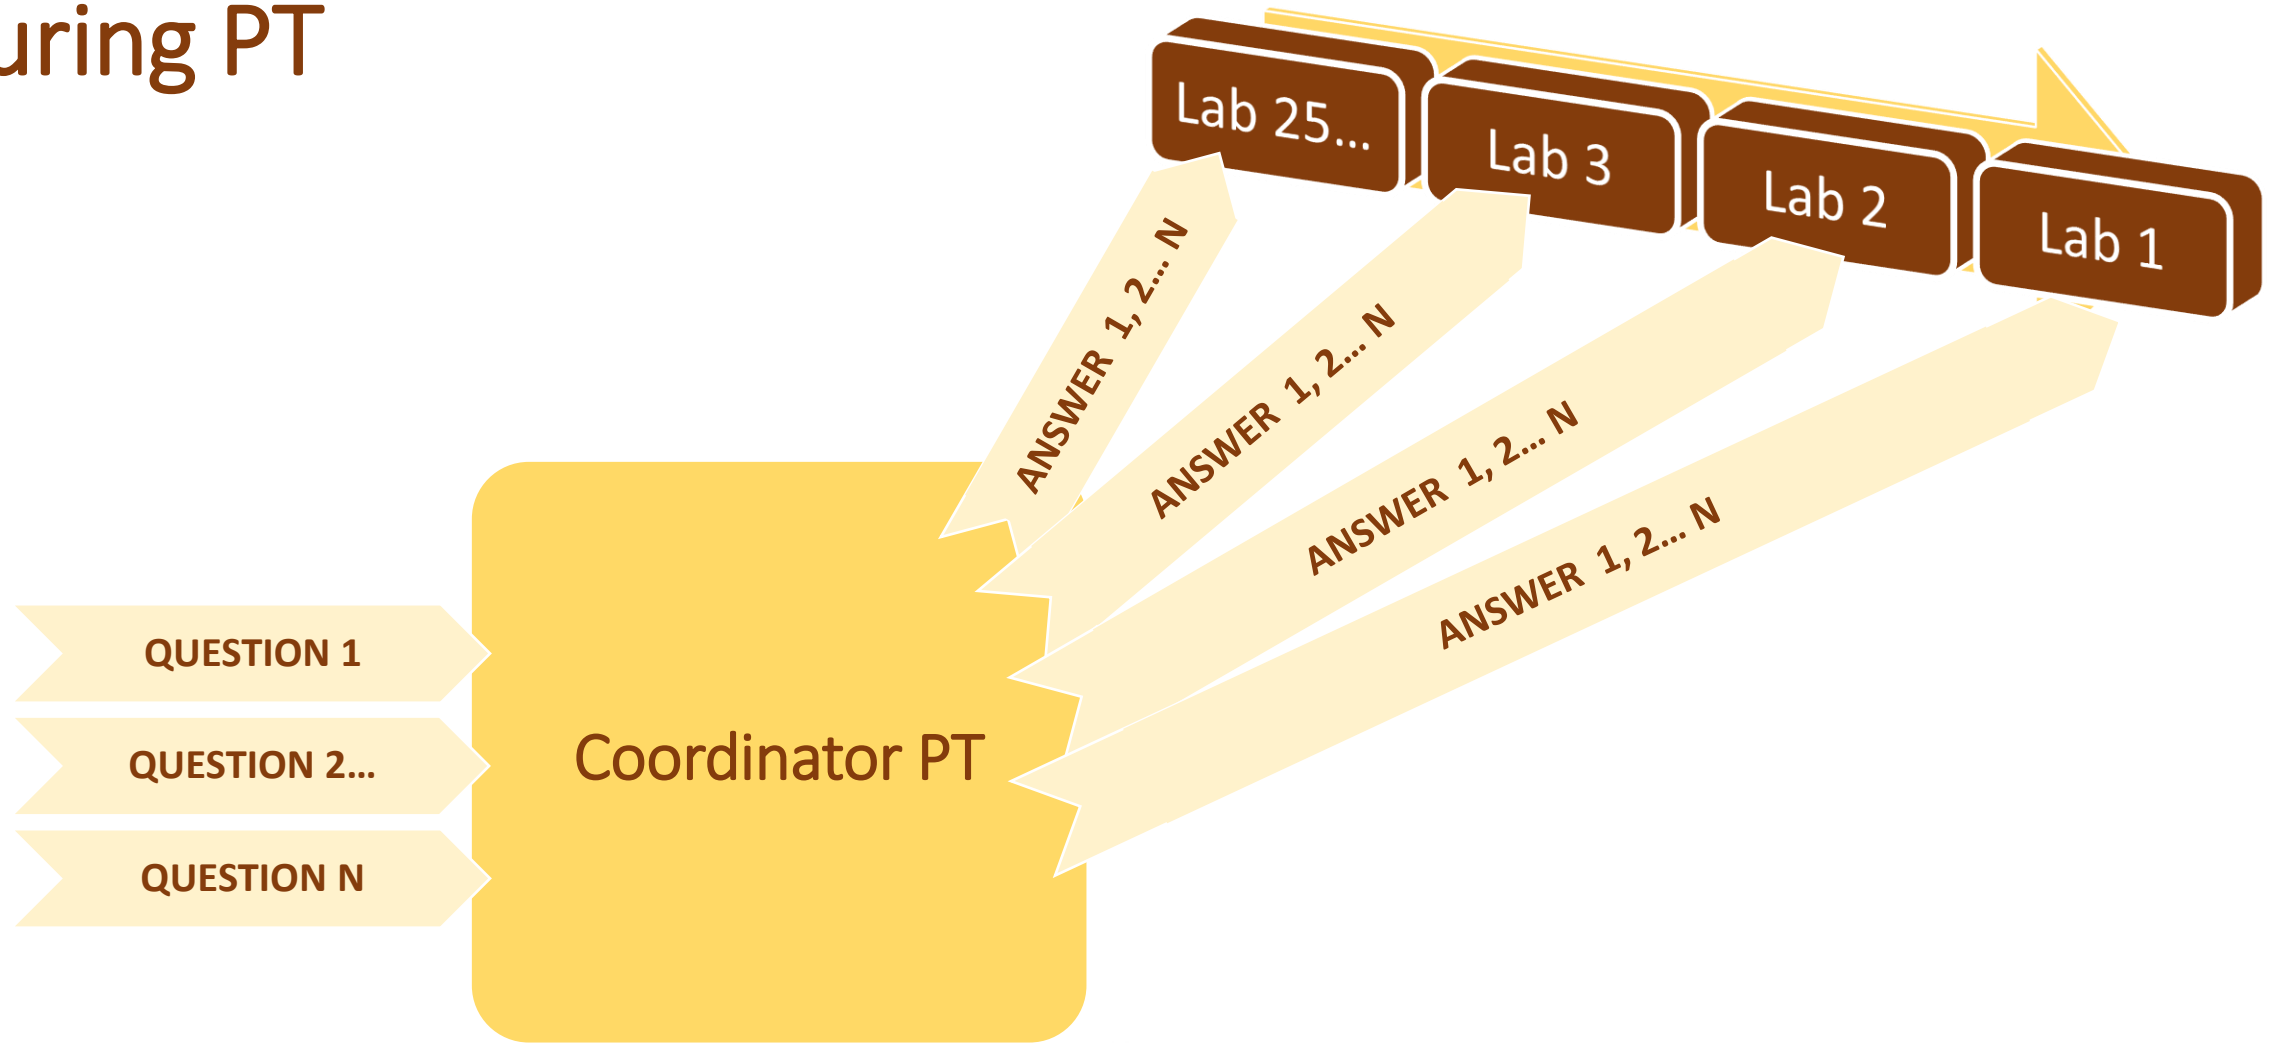 uring PT
Lab 25...
Lab 3
Lab 2
Lab 1
ANSWER 1, 2... N
ANSWER 1, 2... N
ANSWER 1, 2... N
ANSWER 1, 2... N
QUESTION 1
QUESTION 2...
QUESTION N
Coordinator PT